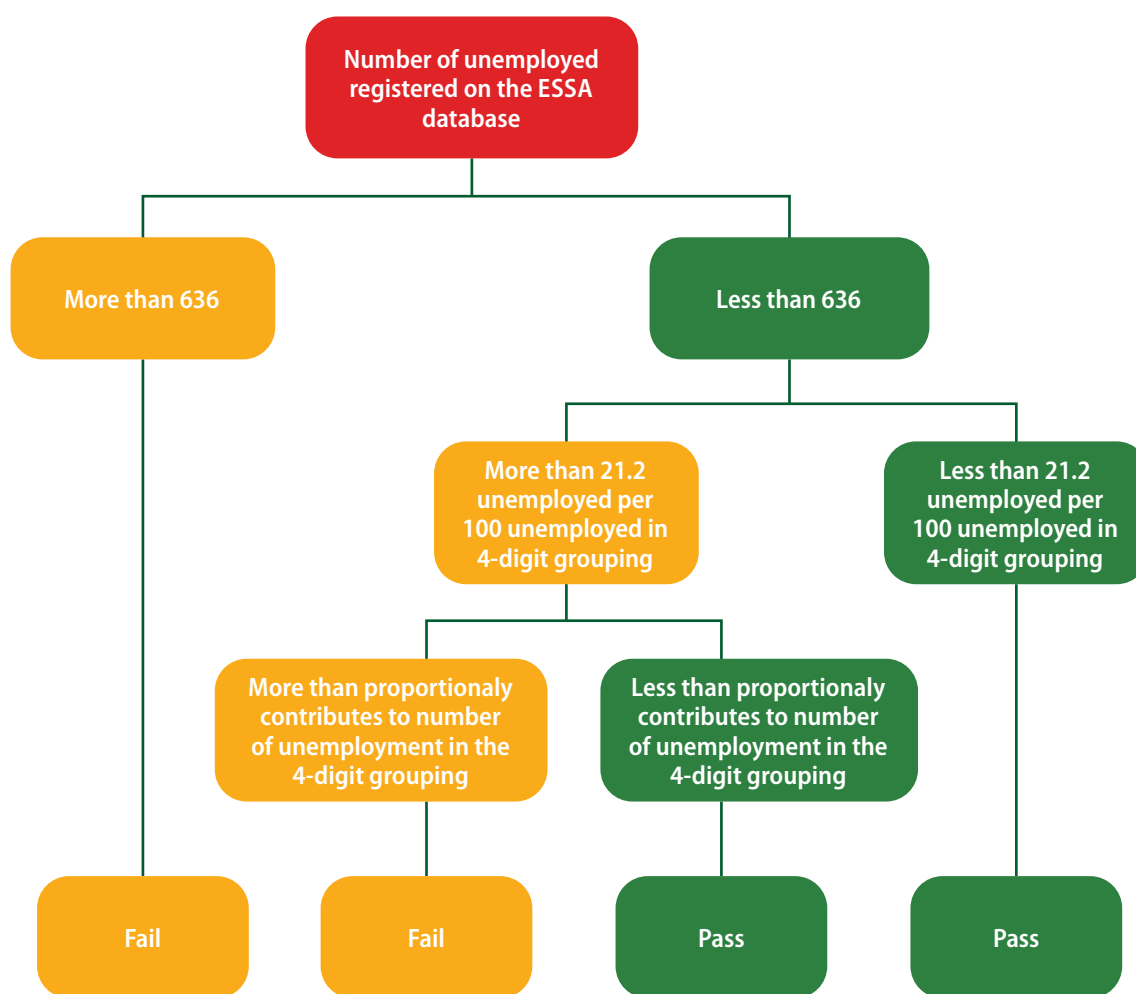 Number of unemployed
registered on the ESSA
database
More than 636
Less than 636
More than 21.2
unemployed per
100 unemployed in
4-digit grouping
Less than 21.2
unemployed per
100 unemployed in
4-digit grouping
More than proportionaly
contributes to number
of unemployment in the
4-digit grouping
Less than proportionaly
contributes to number
of unemployment in the
4-digit grouping
Fail
Fail
Pass
Pass